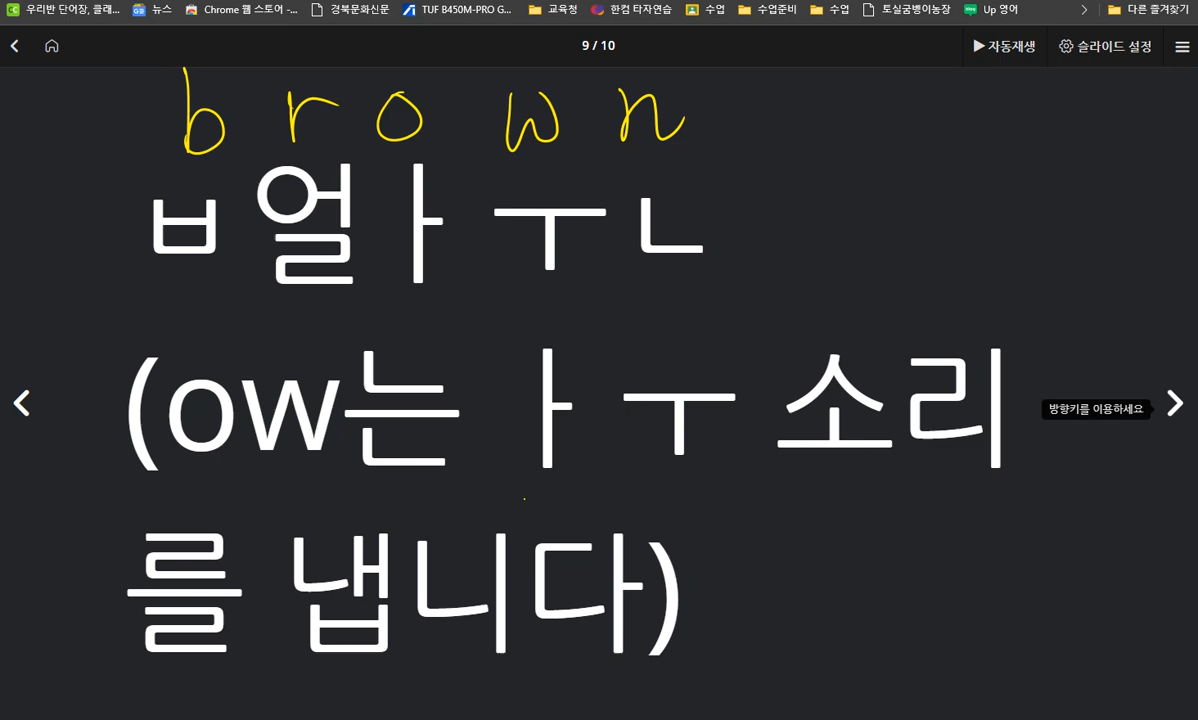 우리반 단어장, 클래... 뉴스 Chrome 웹 스토어 -... 경북문화신문 TUF B450M-PRO G... 교육청 한컴 타자연습 수업 수업준비 수업 토실굼벵이농장 Up 영어 다른 즐겨찾기
9 / 10 ▶자동재생 슬라이드 설정
b r o w n
ㅂ얼ㅏㅜㄴ
(ow는 ㅏㅜ 소리
방향키를 이용하세요
를 냅니다)